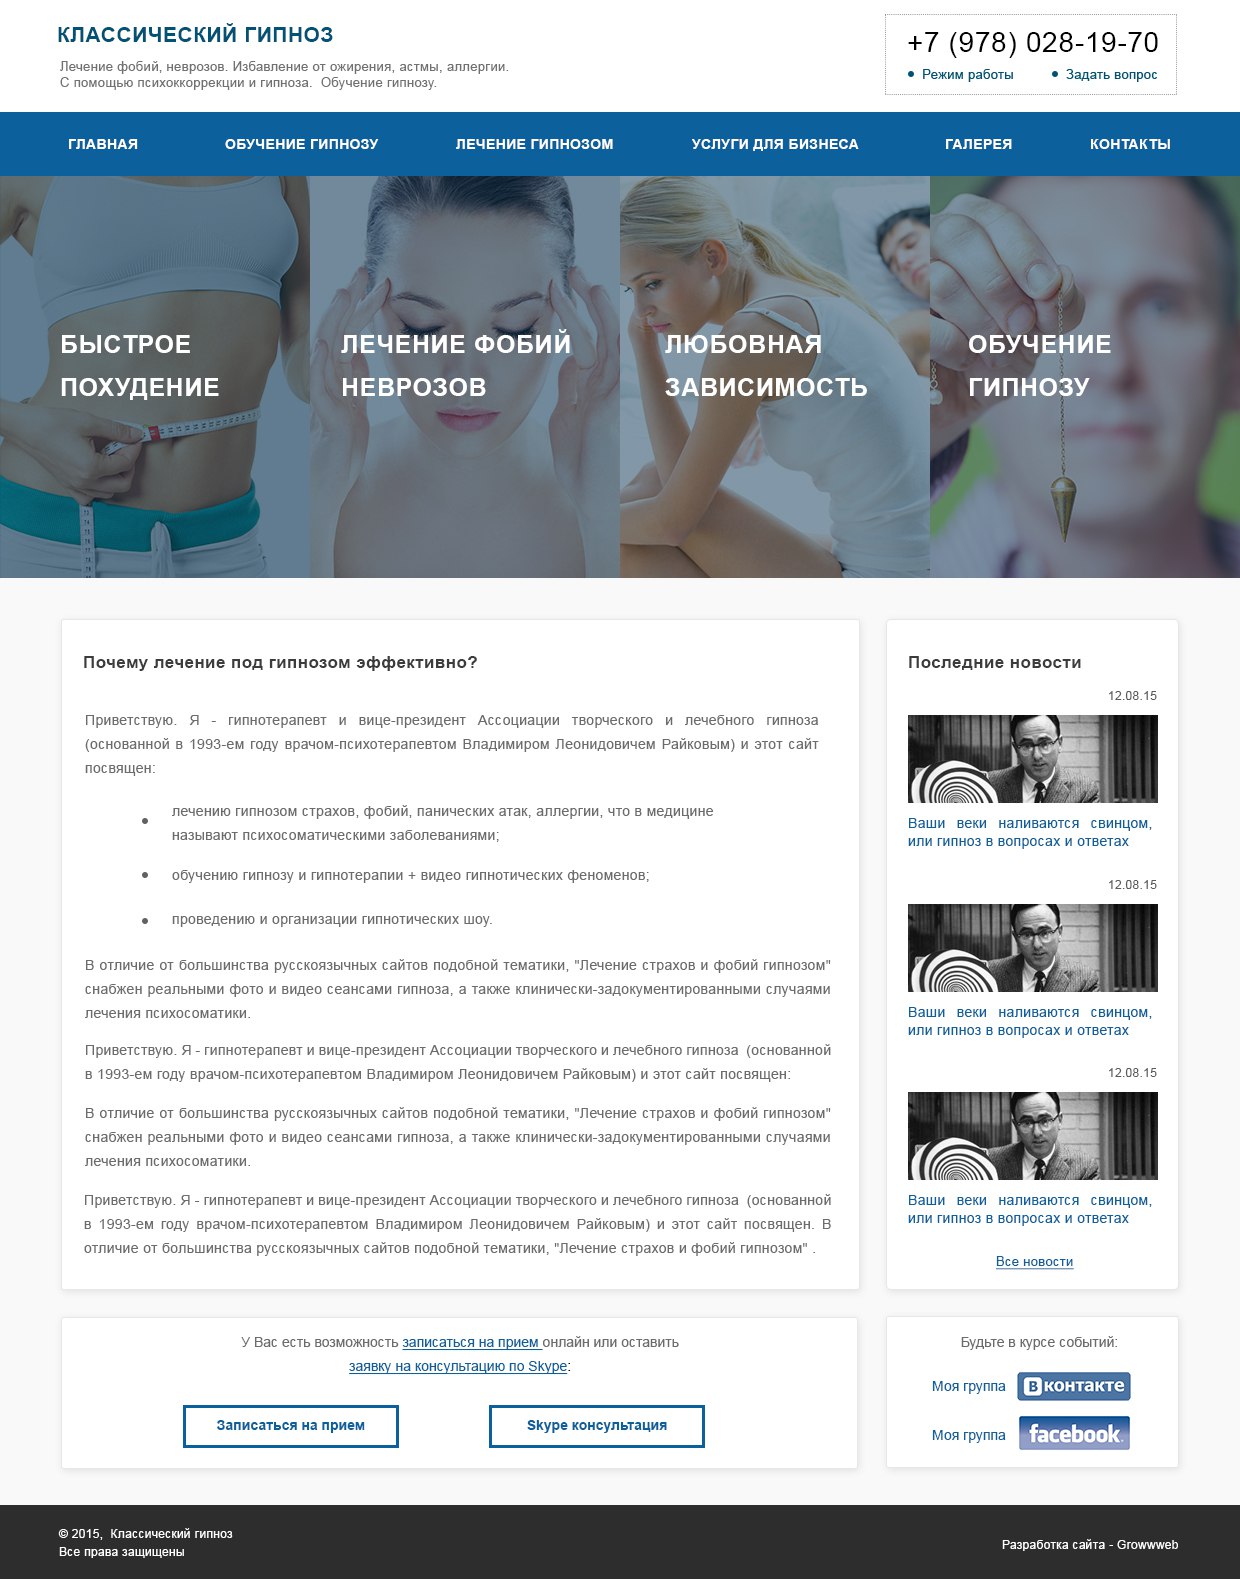 КЛАССИЧЕСКИЙ ГИПНОЗ
Лечение фобий, неврозов. Избавление от ожирения, астмы, аллергии.
С помощью психоккоррекции и гипноза. Обучение гипнозу.
+7 (978) 028-19-70
Режим работы
Задать вопрос
ГЛАВНАЯ
ОБУЧЕНИЕ ГИПНОЗУ
ЛЕЧЕНИЕ ГИПНОЗОМ
УСЛУГИ ДЛЯ БИЗНЕСА
ГАЛЕРЕЯ
КОНТАКТЫ
БЫСТРОЕ
ПОХУДЕНИЕ
ЛЕЧЕНИЕ ФОБИЙ
НЕВРОЗОВ
ЛЮБОВНАЯ
ЗАВИСИМОСТЬ
ОБУЧЕНИЕ
ГИПНОЗУ
Почему лечение под гипнозом эффективно?
Приветствую. Я - гипнотерапевт и вице-президент Ассоциации творческого и лечебного гипноза
(основанной в 1993-ем году врачом-психотерапевтом Владимиром Леонидовичем Райковым) и этот сайт
посвящен:
лечению гипнозом страхов, фобий, панических атак, аллергии, что в медицине
называют психосоматическими заболеваниями;
обучению гипнозу и гипнотерапии + видео гипнотических феноменов;
проведению и организации гипнотических шоу.
В отличие от большинства русскоязычных сайтов подобной тематики, "Лечение страхов и фобий гипнозом"
снабжен реальными фото и видео сеансами гипноза, а также клинически-задокументированными случаями
лечения психосоматики.
Приветствую. Я - гипнотерапевт и вице-президент Ассоциации творческого и лечебного гипноза (основанной
в 1993-ем году врачом-психотерапевтом Владимиром Леонидовичем Райковым) и этот сайт посвящен:
В отличие от большинства русскоязычных сайтов подобной тематики, "Лечение страхов и фобий гипнозом"
снабжен реальными фото и видео сеансами гипноза, а также клинически-задокументированными случаями
лечения психосоматики.
Приветствую. Я - гипнотерапевт и вице-президент Ассоциации творческого и лечебного гипноза (основанной
в 1993-ем году врачом-психотерапевтом Владимиром Леонидовичем Райковым) и этот сайт посвящен. В
отличие от большинства русскоязычных сайтов подобной тематики, "Лечение страхов и фобий гипнозом" .
Последние новости
12.08.15
Ваши веки наливаются свинцом,
или гипноз в вопросах и ответах
12.08.15
Ваши веки наливаются свинцом,
или гипноз в вопросах и ответах
12.08.15
Ваши веки наливаются свинцом,
или гипноз в вопросах и ответах
Все новости
У Вас есть возможность записаться на прием онлайн или оставить
заявку на консультацию по Skype:
Записаться на прием
Skype консультация
Будьте в курсе событий:
Моя группа
В контакте
Моя группа
facebook
© 2015, Классический гипноз
Все права защищены
Разработка сайта - Growwweb